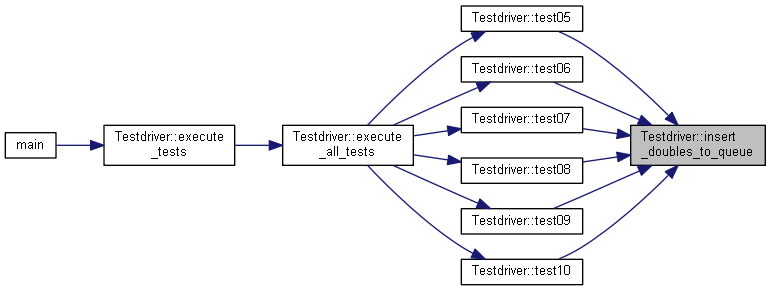 main
Testdriver::execute
_tests
Testdriver::execute
_all_tests
Testdriver::test05
Testdriver::test06
Testdriver::test07
Testdriver::test08
Testdriver::test09
Testdriver::test10
Testdriver::insert
_doubles_to_queue